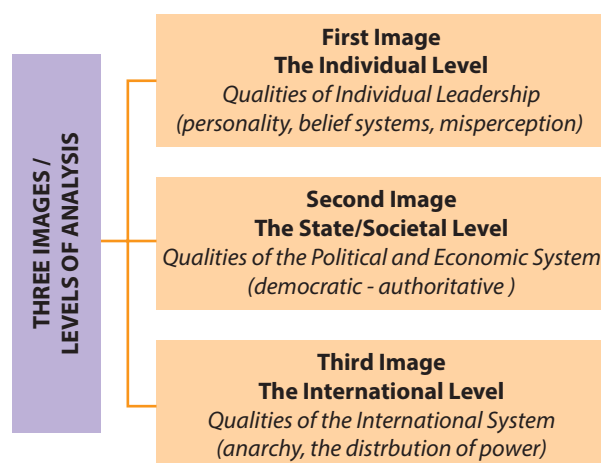 THREE IMAGES /
LEVELS OF ANALYSIS
First Image
The Individual Level
Qualities of Individual Leadership
(personality, belief systems, misperception)
Second Image
The State/Societal Level
Qualities of the Political and Economic System
(democratic - authoritative )
Third Image
The International Level
Qualities of the International System
(anarchy, the distrbution of power)